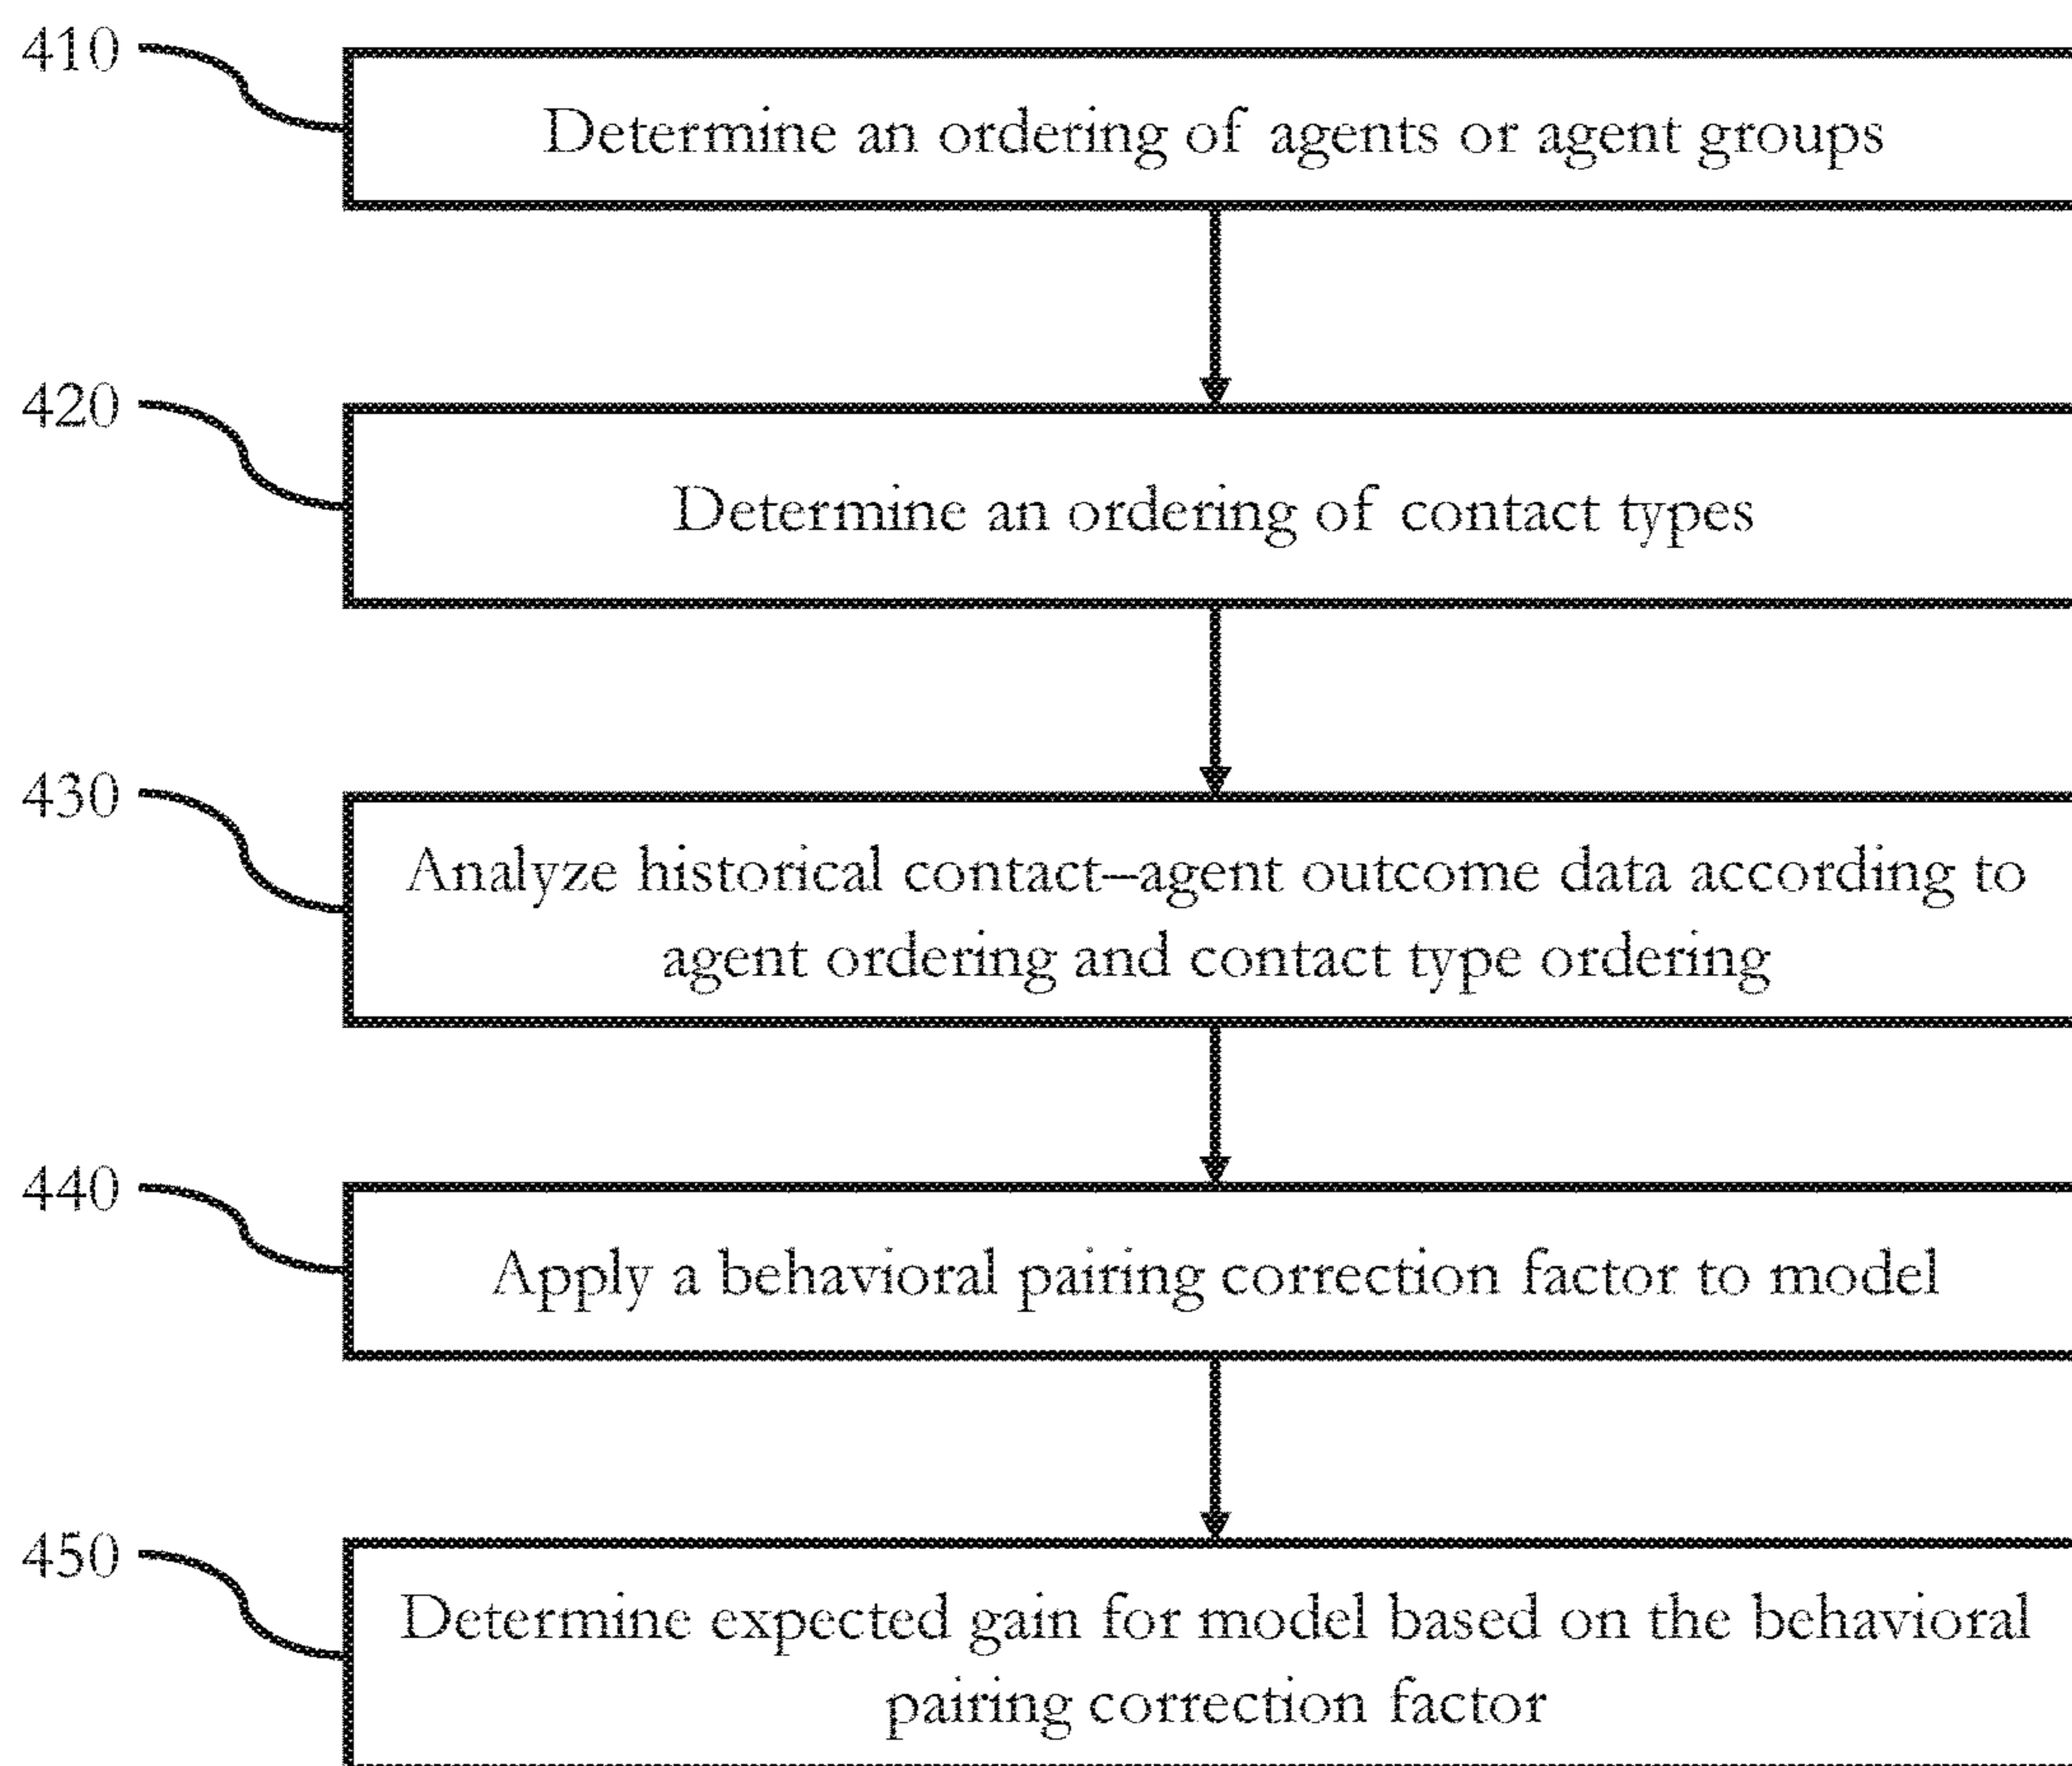 410
Determine an ordering of agents or agent groups
420
Determine an ordering of contact types
430
Analyze historical contact–agent outcome data according to
agent ordering and contact type ordering
440
Apply a behavioral pairing correction factor to model
450
Determine expected gain for model based on the behavioral
pairing correction factor